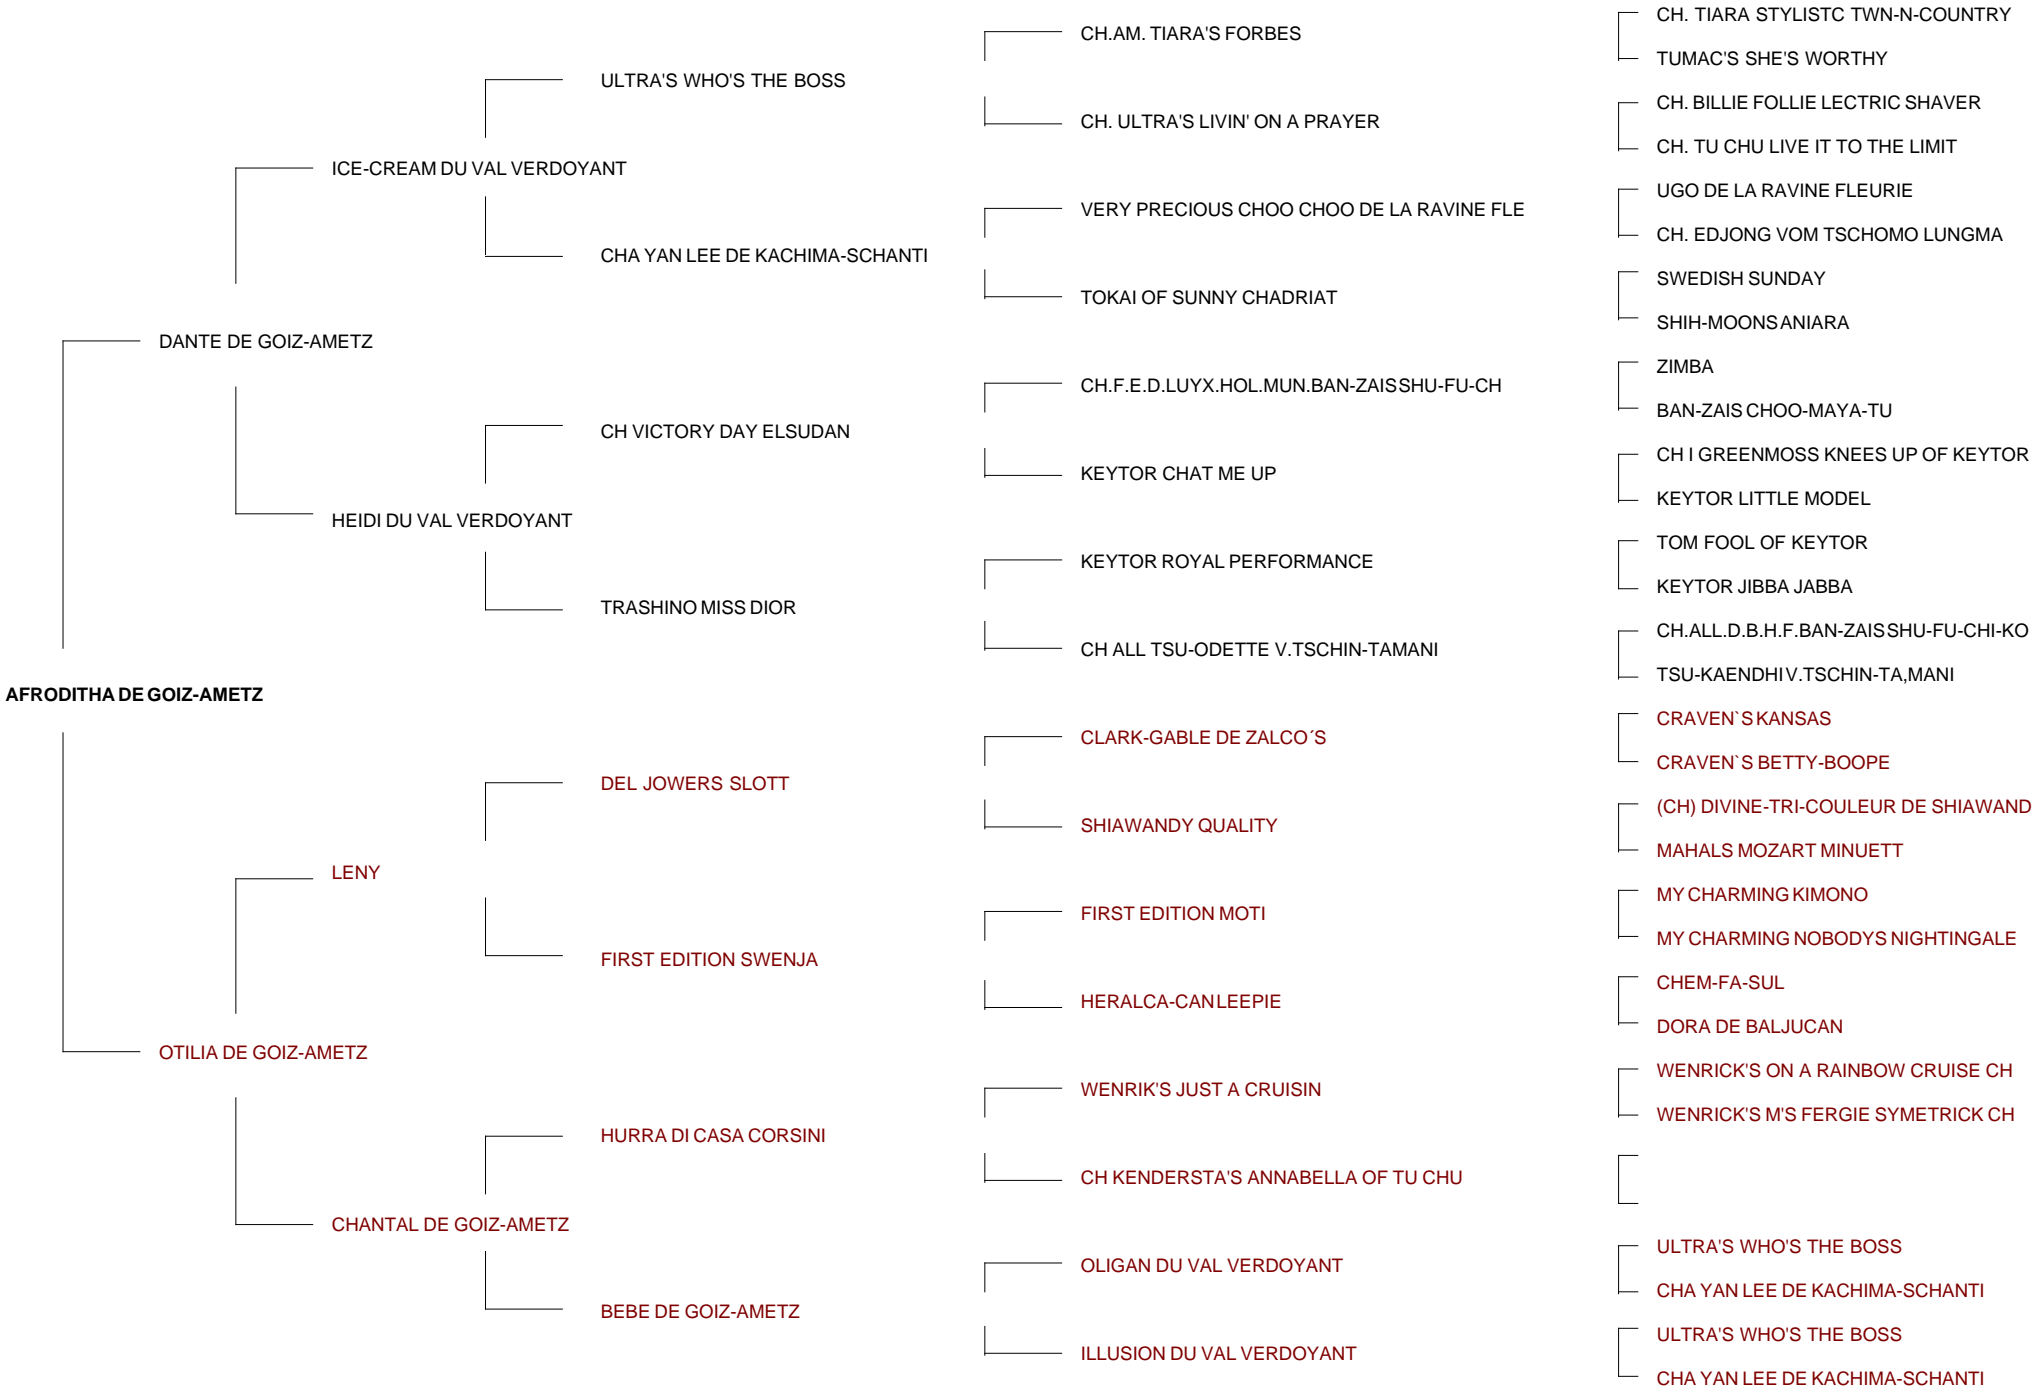 CH. TIARA STYLISTC TWN-N-COUNTRY
CH.AM. TIARA'S FORBES
TUMAC'S SHE'S WORTHY
ULTRA'S WHO'S THE BOSS
CH. BILLIE FOLLIE LECTRIC SHAVER
CH. ULTRA'S LIVIN' ON A PRAYER
CH. TU CHU LIVE IT TO THE LIMIT
ICE-CREAM DU VAL VERDOYANT
UGO DE LA RAVINE FLEURIE
VERY PRECIOUS CHOO CHOO DE LA RAVINE FLE
CH. EDJONG VOM TSCHOMO LUNGMA
CHA YAN LEE DE KACHIMA-SCHANTI
SWEDISH SUNDAY
TOKAI OF SUNNY CHADRIAT
SHIH-MOONS ANIARA
DANTE DE GOIZ-AMETZ
ZIMBA
CH.F.E.D.LUYX.HOL.MUN.BAN-ZAIS SHU-FU-CH
BAN-ZAIS CHOO-MAYA-TU
CH VICTORY DAY ELSUDAN
CH I GREENMOSS KNEES UP OF KEYTOR
KEYTOR CHAT ME UP
KEYTOR LITTLE MODEL
HEIDI DU VAL VERDOYANT
TOM FOOL OF KEYTOR
KEYTOR ROYAL PERFORMANCE
KEYTOR JIBBA JABBA
TRASHINO MISS DIOR
CH.ALL.D.B.H.F.BAN-ZAIS SHU-FU-CHI-KO
CH ALL TSU-ODETTE V.TSCHIN-TAMANI
TSU-KAENDHI V.TSCHIN-TA,MANI
AFRODITHA DE GOIZ-AMETZ
CRAVEN`S KANSAS
CLARK-GABLE DE ZALCO´S
CRAVEN`S BETTY-BOOPE
DEL JOWERS SLOTT
(CH) DIVINE-TRI-COULEUR DE SHIAWAND
SHIAWANDY QUALITY
MAHALS MOZART MINUETT
LENY
MY CHARMING KIMONO
FIRST EDITION MOTI
MY CHARMING NOBODYS NIGHTINGALE
FIRST EDITION SWENJA
CHEM-FA-SUL
HERALCA-CAN LEEPIE
DORA DE BALJUCAN
OTILIA DE GOIZ-AMETZ
WENRICK'S ON A RAINBOW CRUISE CH
WENRIK'S JUST A CRUISIN
WENRICK'S M'S FERGIE SYMETRICK CH
HURRA DI CASA CORSINI
CH KENDERSTA'S ANNABELLA OF TU CHU
CHANTAL DE GOIZ-AMETZ
ULTRA'S WHO'S THE BOSS
OLIGAN DU VAL VERDOYANT
CHA YAN LEE DE KACHIMA-SCHANTI
BEBE DE GOIZ-AMETZ
ULTRA'S WHO'S THE BOSS
ILLUSION DU VAL VERDOYANT
CHA YAN LEE DE KACHIMA-SCHANTI